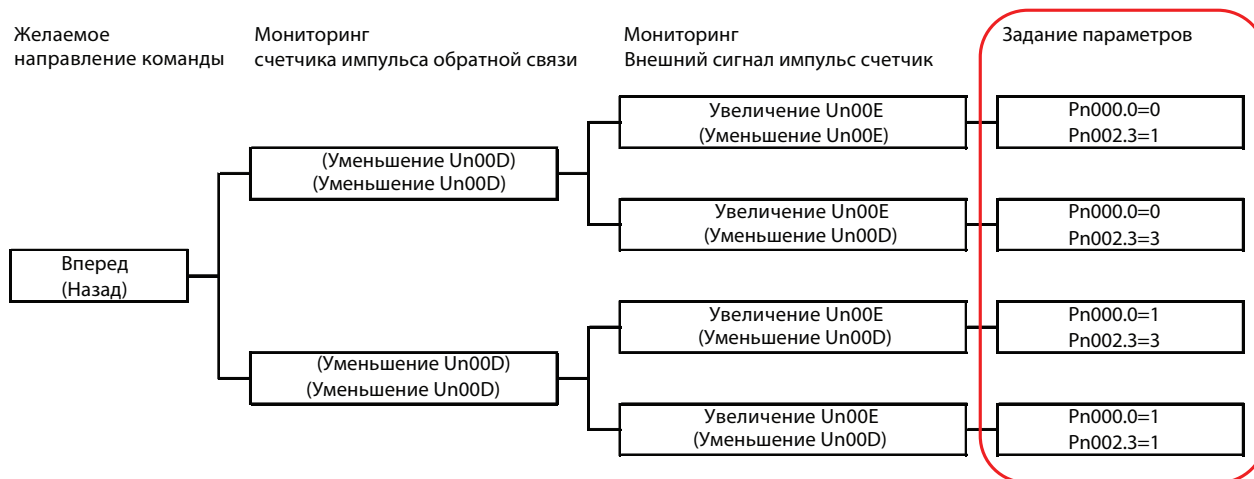 Желаемое
направление команды
Мониторинг
счетчика импульса обратной связи
Мониторинг
Внешний сигнал импульс счетчик
Задание параметров
Вперед
(Назад)
(Уменьшение Un00D)
(Уменьшение Un00D)
(Уменьшение Un00D)
(Уменьшение Un00D)
Увеличение Un00E
(Уменьшение Un00E)
Увеличение Un00E
(Уменьшение Un00D)
Увеличение Un00E
(Уменьшение Un00D)
Увеличение Un00E
(Уменьшение Un00D)
Pn000.0=0
Pn002.3=1
Pn000.0=0
Pn002.3=3
Pn000.0=1
Pn002.3=3
Pn000.0=1
Pn002.3=1